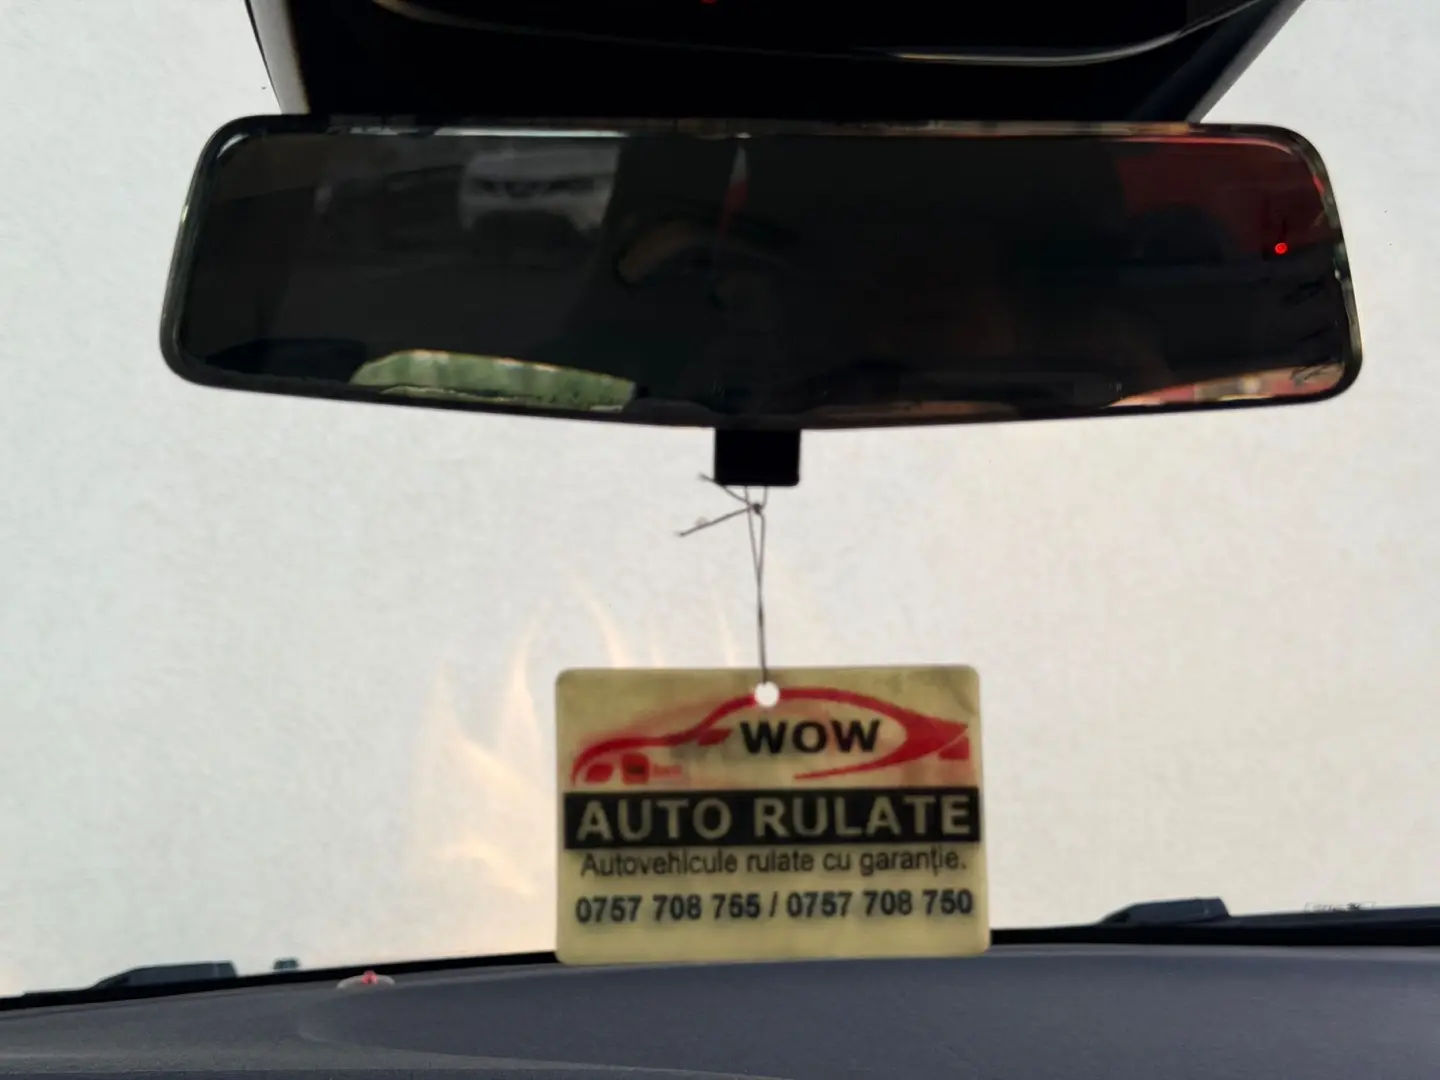 WOW
AUTO RULATE
Autovehicule rulate cu garanție.
0757 708 755 / 0757 708 750